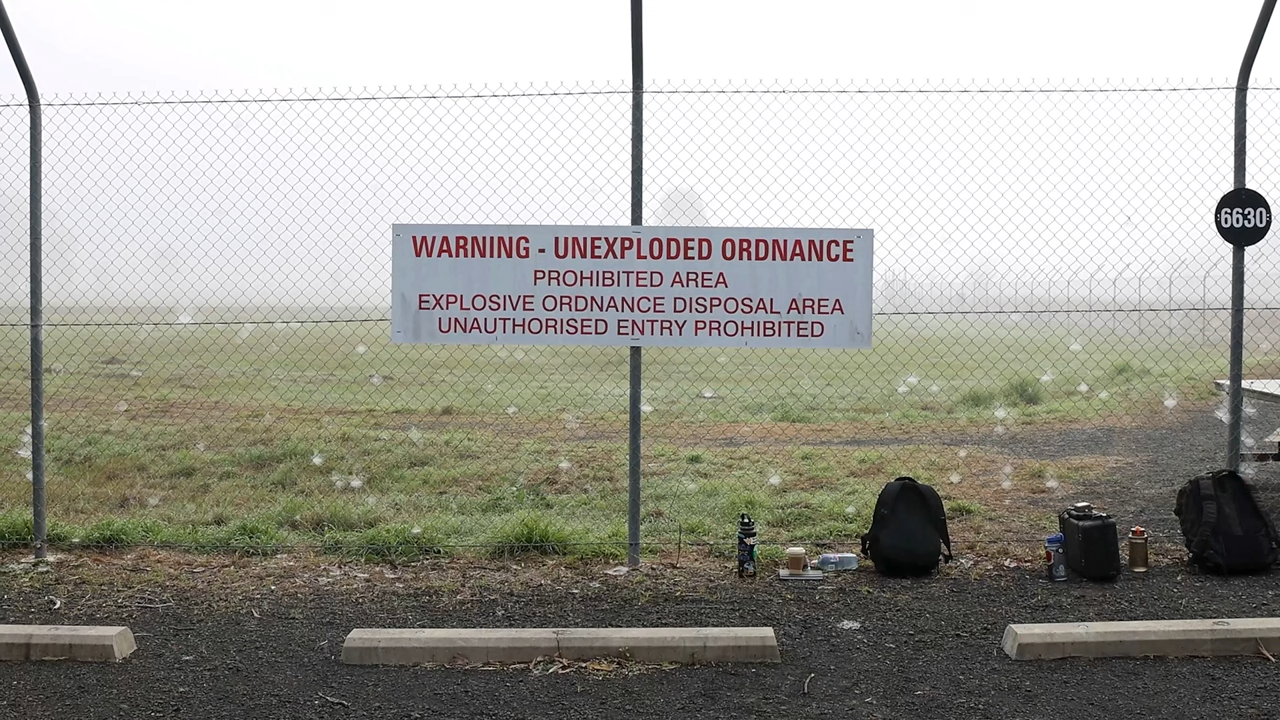 WARNING - UNEXPLODED ORDNANCE
PROHIBITED AREA
EXPLOSIVE ORDNANCE DISPOSAL AREA
UNAUTHORISED ENTRY PROHIBITED
6630